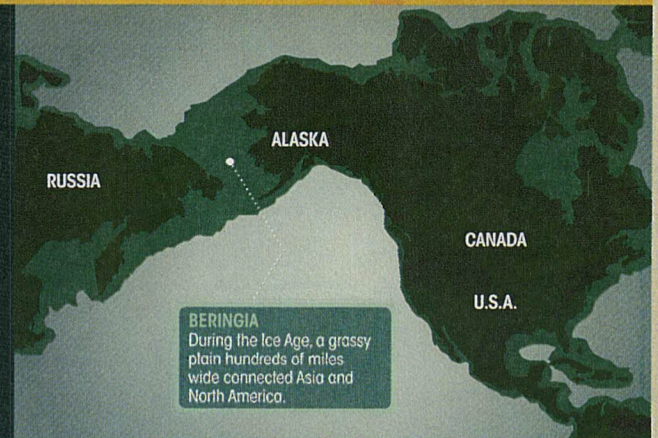 ALASKA
RUSSIA
CANADA
U.S.A.
BERINGIA
During the Ice Age, a grassy
plain hundreds of miles
wide connected Asia and
North America.